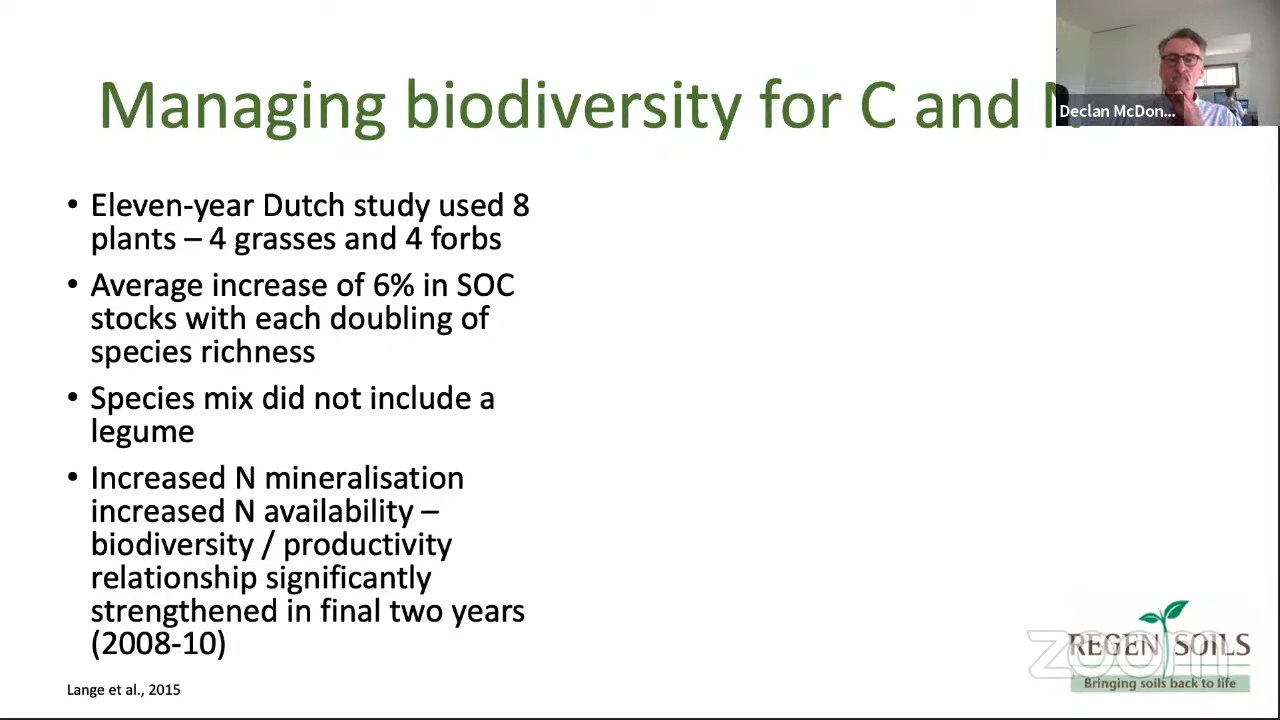 Managing biodiversity for C and N
Declan McDon...
• Eleven-year Dutch study used 8
plants – 4 grasses and 4 forbs
• Average increase of 6% in SOC
stocks with each doubling of
species richness
• Species mix did not include a
legume
• Increased N mineralisation
increased N availability –
biodiversity / productivity
relationship significantly
strengthened in final two years
(2008-10)
Lange et al., 2015
REGEN SOILS
zoom
Bringing soils back to life